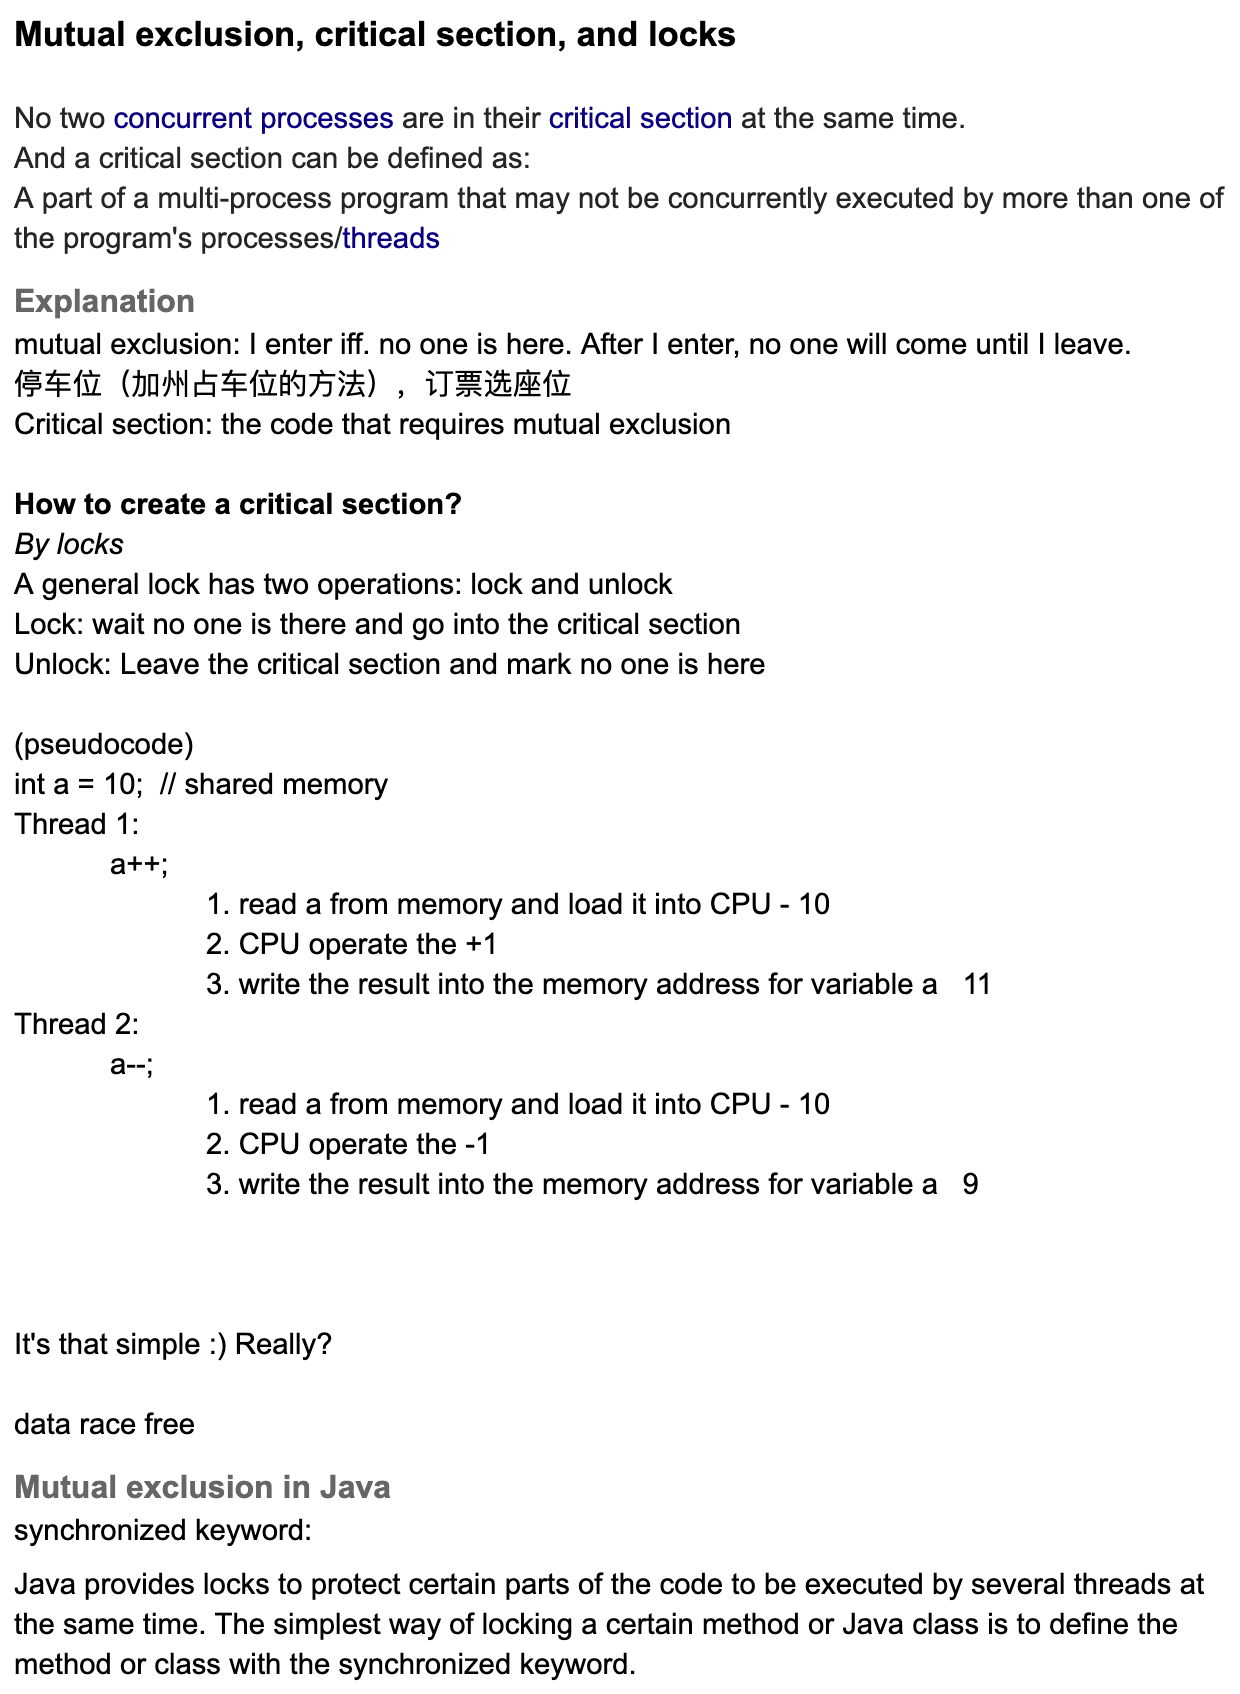 Mutual exclusion, critical section, and locks
No two concurrent processes are in their critical section at the same time.
And a critical section can be defined as:
A part of a multi-process program that may not be concurrently executed by more than one of
the program's processes/threads
Explanation
mutual exclusion: I enter iff. no one is here. After I enter, no one will come until I leave.
停车位（加州占车位的方法），订票选座位
Critical section: the code that requires mutual exclusion
How to create a critical section?
By locks
A general lock has two operations: lock and unlock
Lock: wait no one is there and go into the critical section
Unlock: Leave the critical section and mark no one is here
(pseudocode)
int a = 10;  // shared memory
Thread 1:
a++;
1. read a from memory and load it into CPU - 10
2. CPU operate the +1
3. write the result into the memory address for variable a   11
Thread 2:
a--;
1. read a from memory and load it into CPU - 10
2. CPU operate the -1
3. write the result into the memory address for variable a   9
It's that simple :) Really?
data race free
Mutual exclusion in Java
synchronized keyword:
Java provides locks to protect certain parts of the code to be executed by several threads at
the same time. The simplest way of locking a certain method or Java class is to define the
method or class with the synchronized keyword.